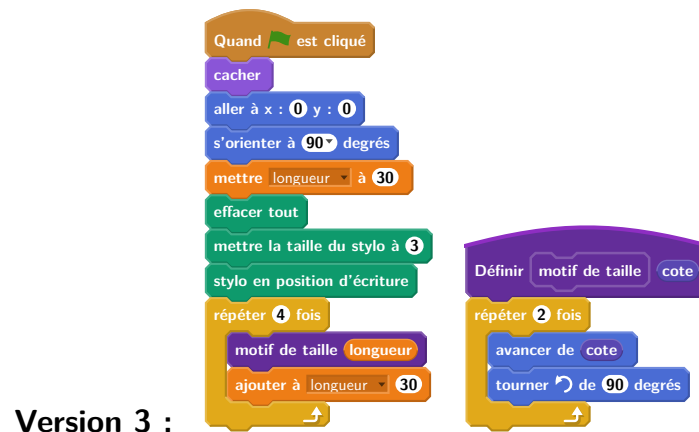 Quand est cliqué
cacher
aller à x : 0 y : 0
s'orienter à 90 degrés
mettre longueur à 30
effacer tout
mettre la taille du stylo à 3
stylo en position d'écriture
répéter 4 fois
motif de taille longueur
ajouter à longueur 30
Définir motif de taille cote
répéter 2 fois
avancer de cote
tourner de 90 degrés
Version 3 :